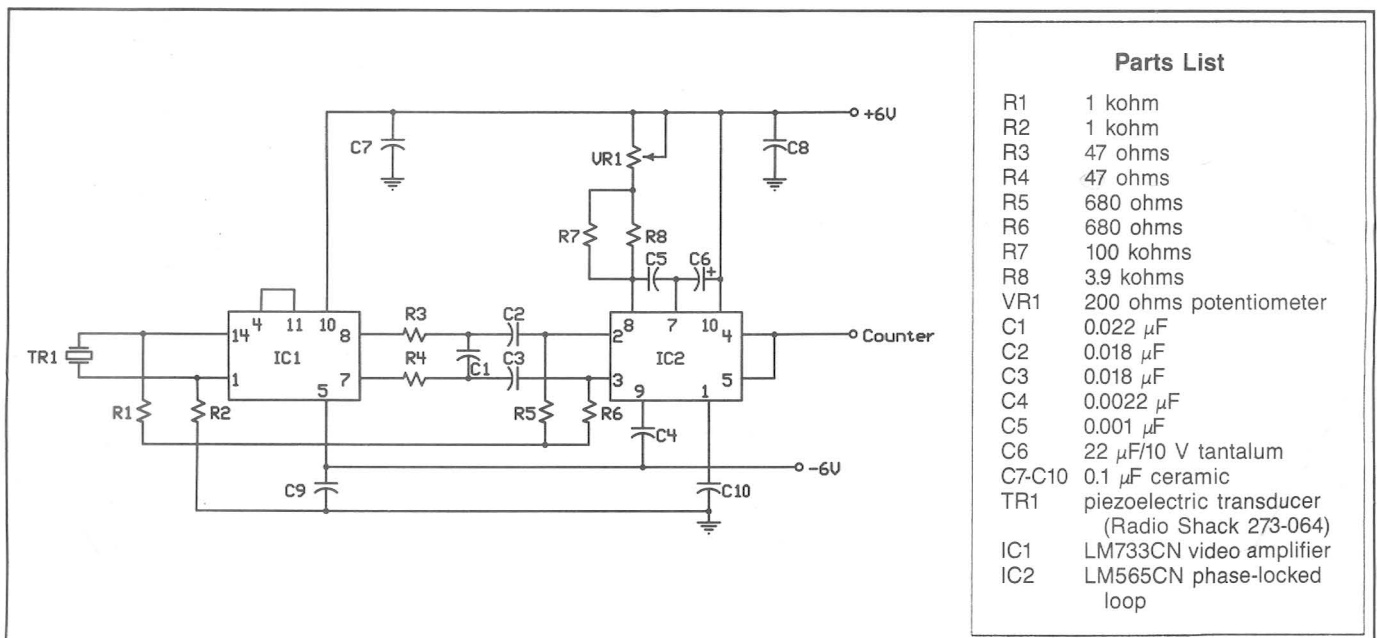 +6V
C7
VR1
C8
R7
R8
C5
C6
+
4
11
10
8
7
10
14
IC1
8
R3
C2
2
IC2
4
Counter
TR1
R4
C1
C3
1
7
3
5
5
9
1
R1
R2
R5
R6
C4
-6V
C9
C10
Parts List
R1 1 kohm
R2 1 kohm
R3 47 ohms
R4 47 ohms
R5 680 ohms
R6 680 ohms
R7 100 kohms
R8 3.9 kohms
VR1 200 ohms potentiometer
C1 0.022 μF
C2 0.018 μF
C3 0.018 μF
C4 0.0022 μF
C5 0.001 μF
C6 22 μF/10 V tantalum
C7-C10 0.1 μF ceramic
TR1 piezoelectric transducer
(Radio Shack 273-064)
IC1 LM733CN video amplifier
IC2 LM565CN phase-locked
loop